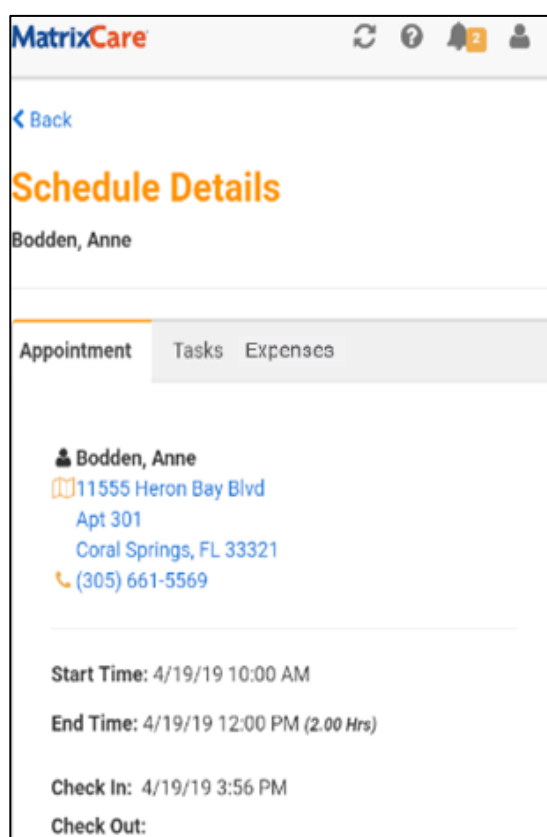 MatrixCare
2
Back
Schedule Details
Bodden, Anne
Appointment Tasks Expenses
Bodden, Anne
11555 Heron Bay Blvd
Apt 301
Coral Springs, FL 33321
(305) 661-5569
Start Time: 4/19/19 10:00 AM
End Time: 4/19/19 12:00 PM (2.00 Hrs)
Check In: 4/19/19 3:56 PM
Check Out: